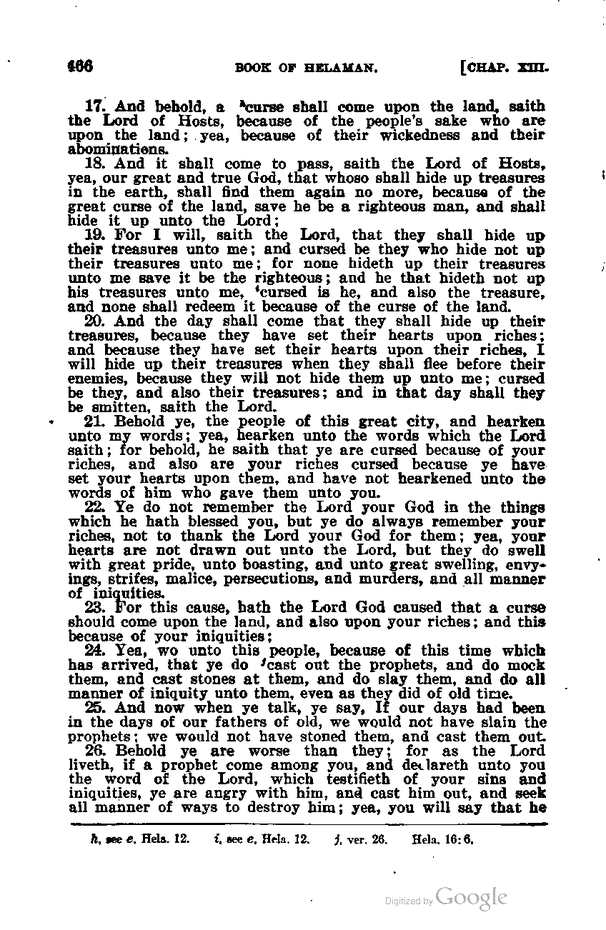 466 BOOK OF HELAMAN. [CHAP. XIII.
17. And behold, a hcurse shall come upon the land, saith
the Lord of Hosts, because of the people's sake who are
upon the land; yea, because of their wickedness and their
abominations.
18. And it shall come to pass, saith the Lord of Hosts,
yea, our great and true God, that whoso shall hide up treasures
in the earth, shall find them again no more, because of the
great curse of the land, save he be a righteous man, and shall
hide it up unto the Lord;
19. For I will, saith the Lord, that they shall hide up
their treasures unto me; and cursed be they who hide not up
their treasures unto me; for none hideth up their treasures
unto me save it be the righteous; and he that hideth not up
his treasures unto me, icursed is he, and also the treasure,
and none shall redeem it because of the curse of the land.
20. And the day shall come that they shall hide up their
treasures, because they have set their hearts upon riches;
and because they have set their hearts upon their riches, I
will hide up their treasures when they shall flee before their
enemies, because they will not hide them up unto me; cursed
be they, and also their treasures; and in that day shall they
be smitten, saith the Lord.
21. Behold ye, the people of this great city, and hearken
unto my words; yea, hearken unto the words which the Lord
saith; for behold, he saith that ye are cursed because of your
riches, and also are your riches cursed because ye have
set your hearts upon them, and have not hearkened unto the
words of him who gave them unto you.
22. Ye do not remember the Lord your God in the things
which he hath blessed you, but ye do always remember your
riches, not to thank the Lord your God for them; yea, your
hearts are not drawn out unto the Lord, but they do swell
with great pride, unto boasting, and unto great swelling, envy-
ings, strifes, malice, persecutions, and murders, and all manner
of iniquities.
23. For this cause, hath the Lord God caused that a curse
should come upon the land, and also upon your riches; and this
because of your iniquities;
24. Yea, wo unto this people, because of this time which
has arrived, that ye do jcast out the prophets, and do mock
them, and cast stones at them, and do slay them, and do all
manner of iniquity unto them, even as they did of old time.
25. And now when ye talk, ye say, If our days had been
in the days of our fathers of old, we would not have slain the
prophets; we would not have stoned them, and cast them out.
26. Behold ye are worse than they; for as the Lord
liveth, if a prophet come among you, and declareth unto you
the word of the Lord, which testifieth of your sins and
iniquities, ye are angry with him, and cast him out, and seek
all manner of ways to destroy him; yea, you will say that he
h, see e, Hela. 12. i, see e, Hela. 12. j, ver. 26. Hela. 16:6.
Digitized by Google